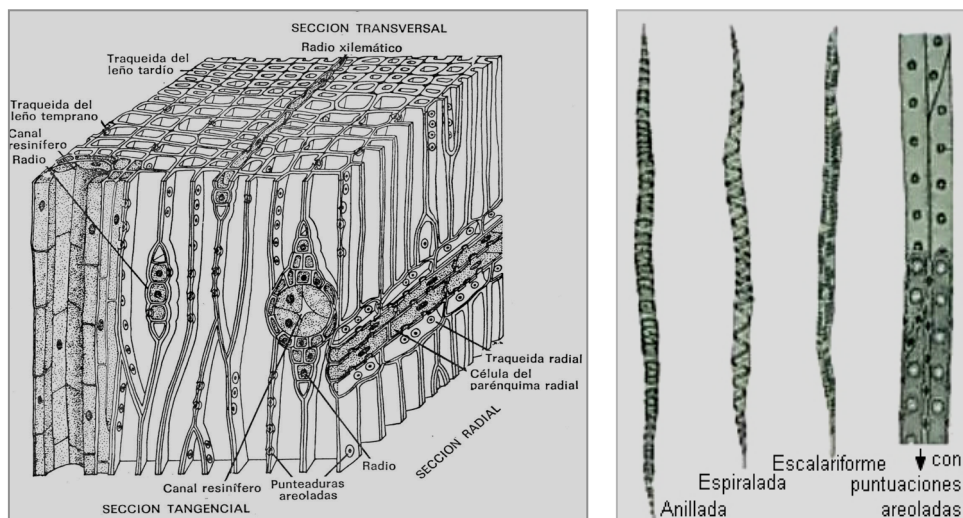 SECCION TRANSVERSAL
Radio xilemático
Traqueida del
leño tardío
Traqueida del
leño temprano
Canal
resinífero
Radio
Traqueida radial
Célula del
parénquima radial
Radio
SECCION RADIAL
Punteaduras
areoladas
Canal resinífero
SECCION TANGENCIAL
Anillada
Espiralada
Escalariforme
con
puntuaciones
areoladas